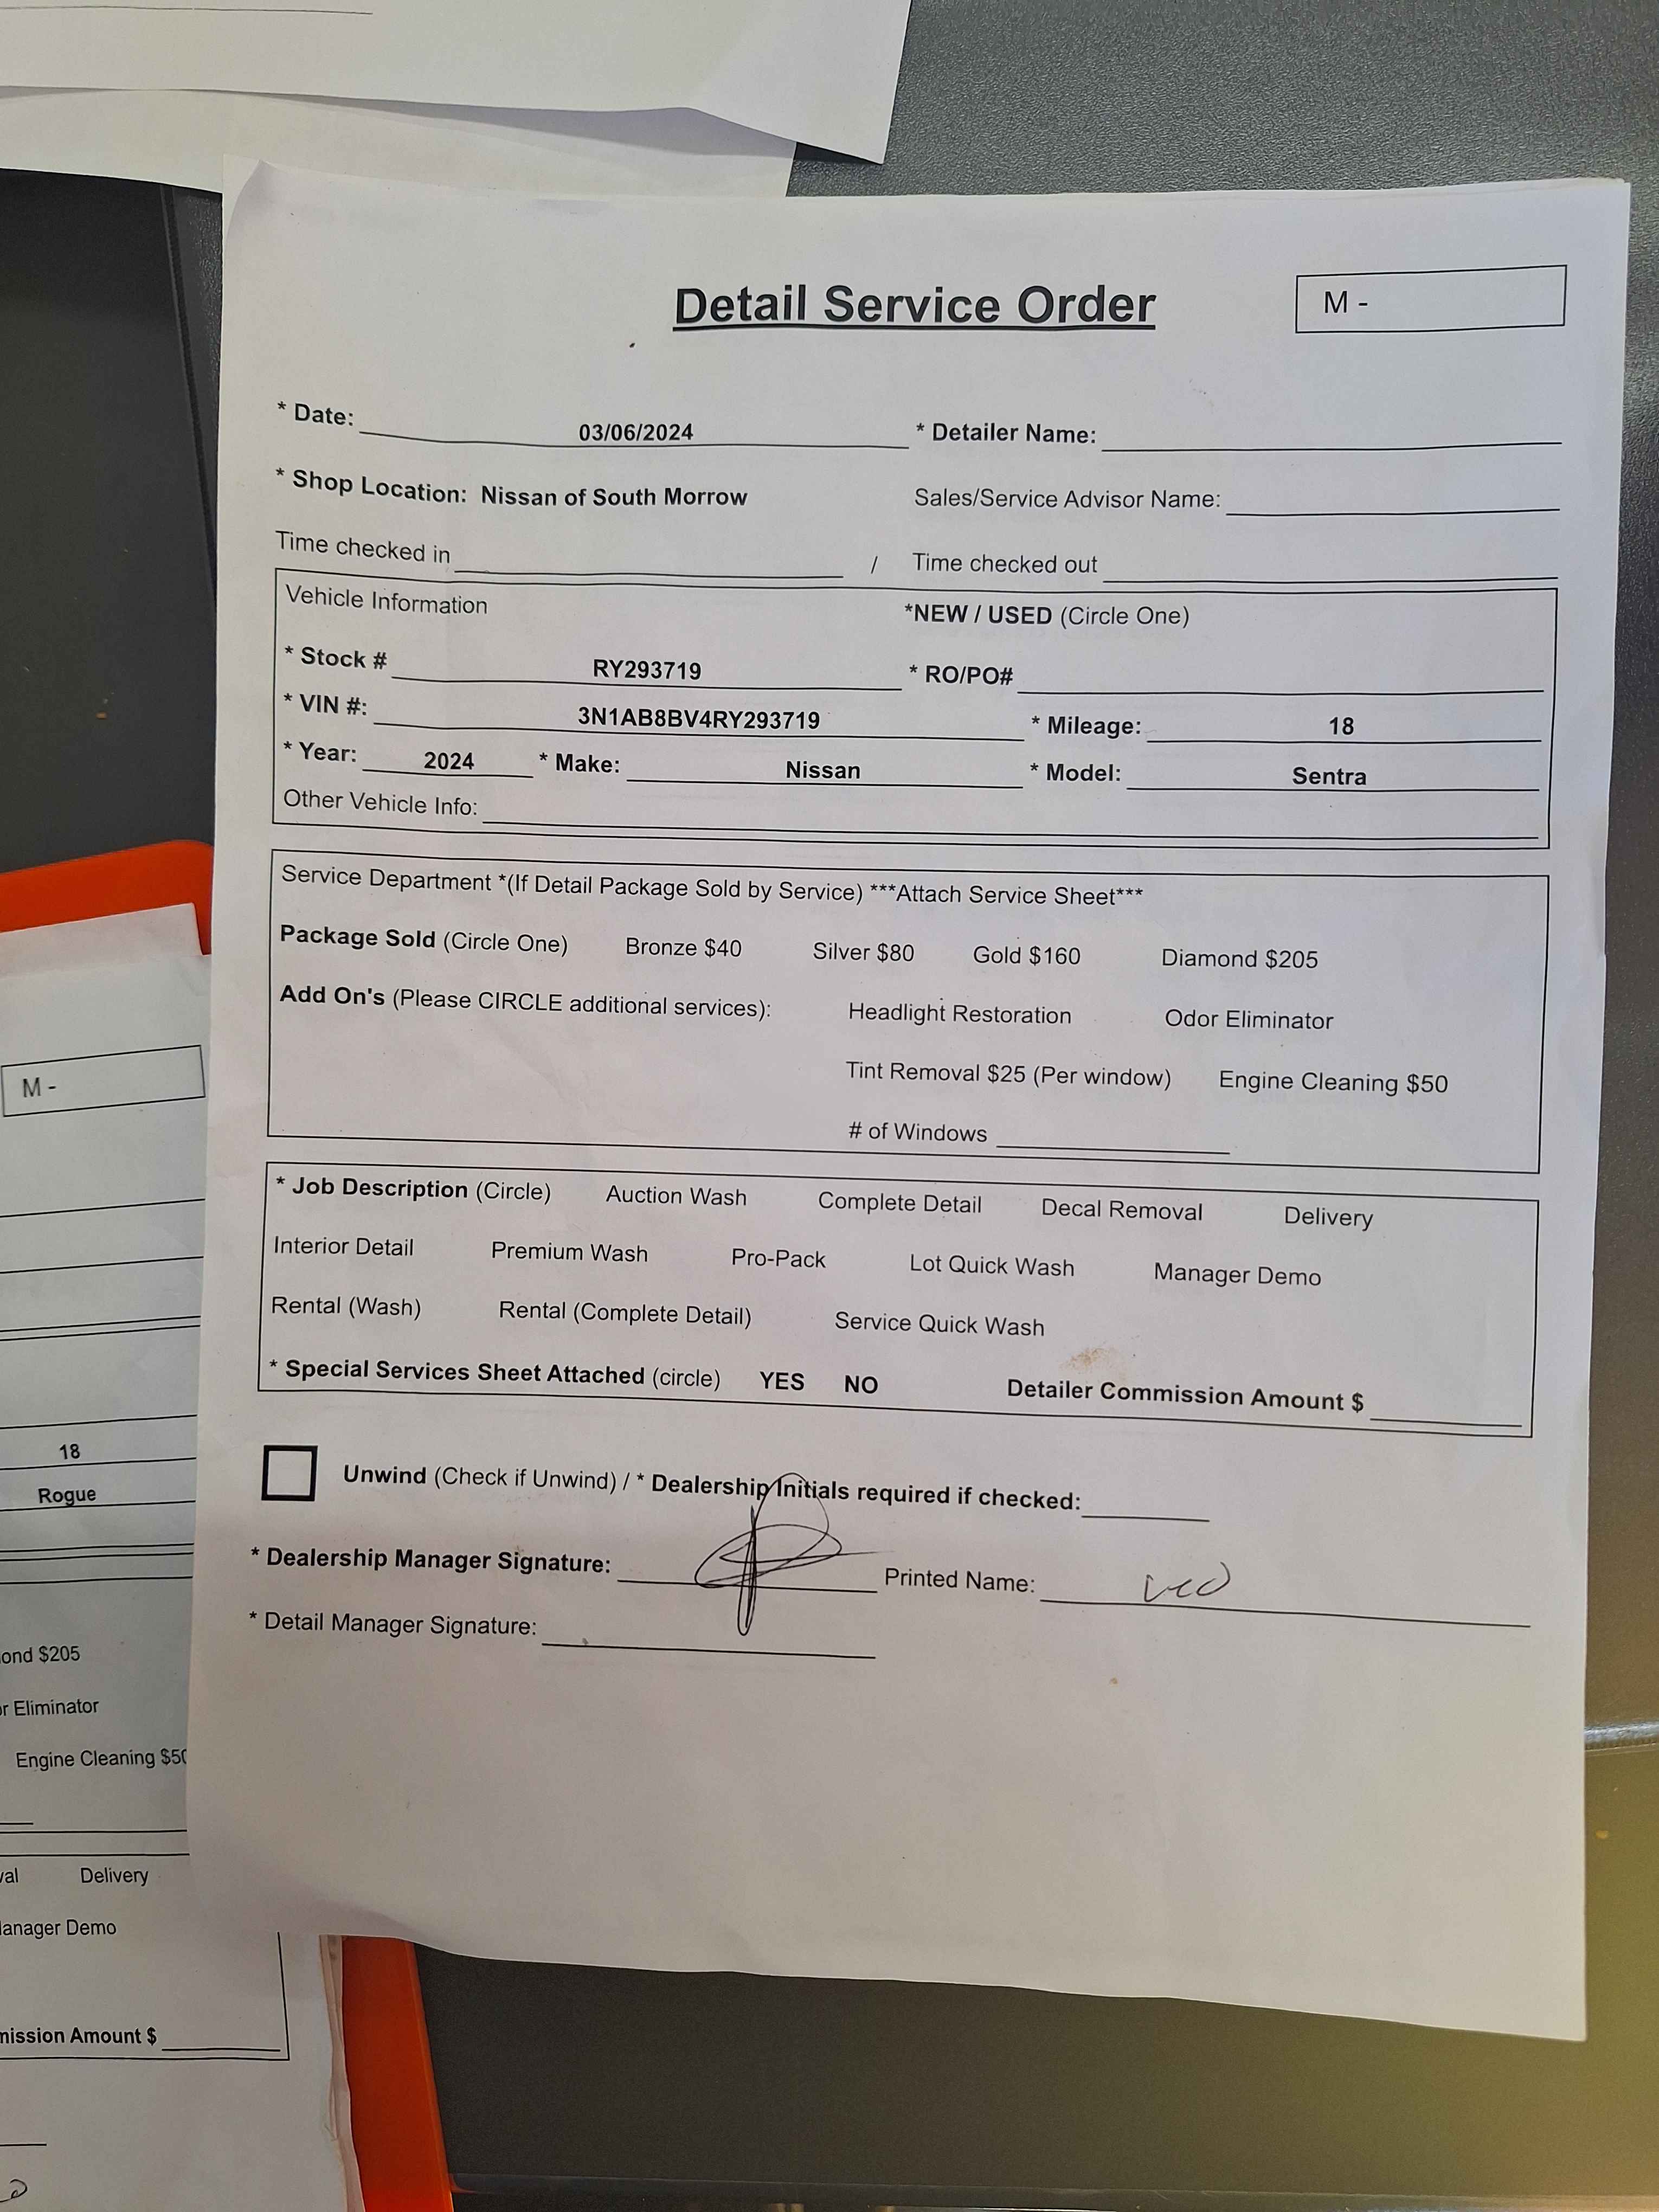 Detail Service Order
M -
* Date: 03/06/2024 * Detailer Name:
* Shop Location: Nissan of South Morrow Sales/Service Advisor Name:
Time checked in / Time checked out
Vehicle Information *NEW / USED (Circle One)
* Stock # RY293719 * RO/PO#
* VIN #: 3N1AB8BV4RY293719 * Mileage: 18
* Year: 2024 * Make: Nissan * Model: Sentra
Other Vehicle Info:
Service Department *(If Detail Package Sold by Service) ***Attach Service Sheet***
Package Sold (Circle One) Bronze $40 Silver $80 Gold $160 Diamond $205
Add On's (Please CIRCLE additional services): Headlight Restoration Odor Eliminator
Tint Removal $25 (Per window) Engine Cleaning $50
# of Windows
* Job Description (Circle) Auction Wash Complete Detail Decal Removal Delivery
Interior Detail Premium Wash Pro-Pack Lot Quick Wash Manager Demo
Rental (Wash) Rental (Complete Detail) Service Quick Wash
* Special Services Sheet Attached (circle) YES NO Detailer Commission Amount $
Unwind (Check if Unwind) / * Dealership Initials required if checked:
* Dealership Manager Signature: Printed Name:
* Detail Manager Signature:
M -
18
Rogue
ond $205
r Eliminator
Engine Cleaning $50
val Delivery
anager Demo
mission Amount $